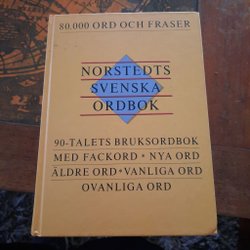 80.000 ORD OCH FRASER
NORSTEDTS
SVENSKA
ORDBOK
90-TALETS BRUKSORDBOK
MED FACKORD • NYA ORD
ÄLDRE ORD • VANLIGA ORD
OVANLIGA ORD